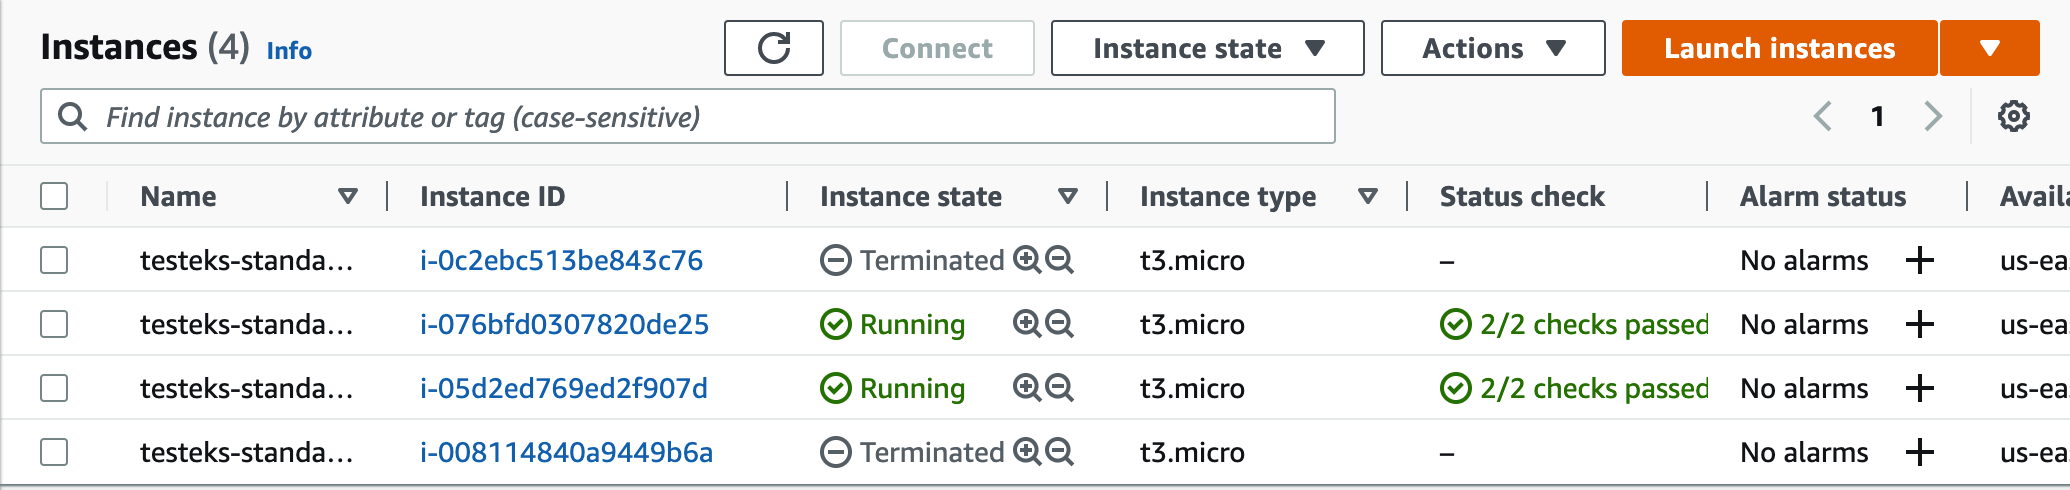 Instances (4) Info Connect Instance state Actions Launch instances
Find instance by attribute or tag (case-sensitive) 1
Name Instance ID Instance state Instance type Status check Alarm status Availa
testeks-standa... i-0c2ebc513be843c76 Terminated t3.micro – No alarms + us-ea
testeks-standa... i-076bfd0307820de25 Running t3.micro 2/2 checks passed No alarms + us-ea
testeks-standa... i-05d2ed769ed2f907d Running t3.micro 2/2 checks passed No alarms + us-ea
testeks-standa... i-008114840a9449b6a Terminated t3.micro – No alarms + us-ea